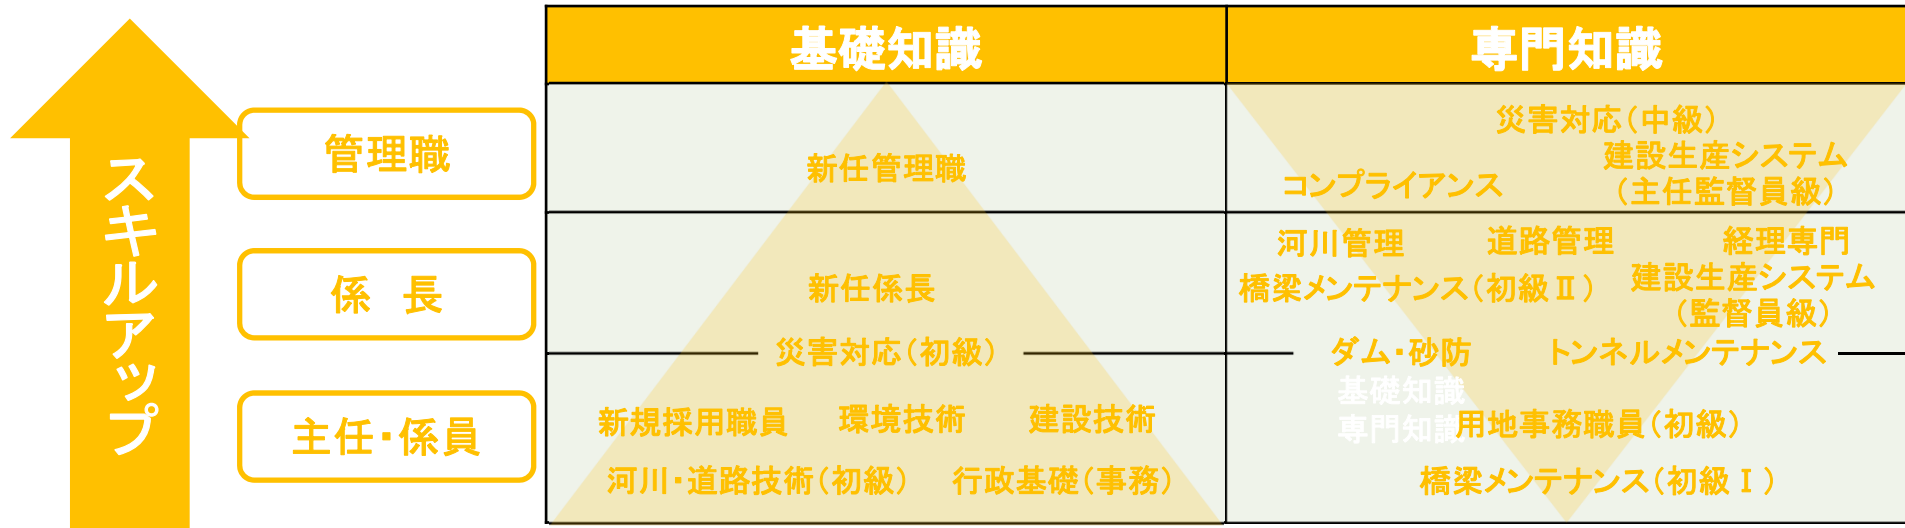 基礎知識
専門知識
スキルアップ
管理職
新任管理職
災害対応(中級)
建設生産システム
(主任監督員級)
コンプライアンス
係 長
新任係長
河川管理
道路管理
経理専門
橋梁メンテナンス(初級Ⅱ)
建設生産システム
(監督員級)
災害対応(初級)
ダム・砂防
トンネルメンテナンス
主任・係員
新規採用職員
環境技術
建設技術
河川・道路技術(初級)
行政基礎(事務)
基礎知識
専門知識
用地事務職員(初級)
橋梁メンテナンス(初級Ⅰ)